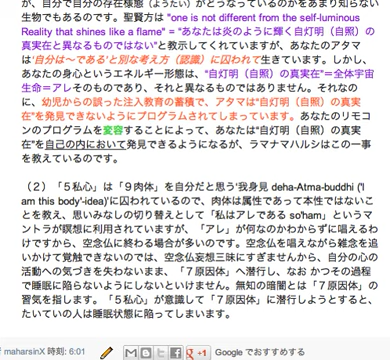 が、自分で自分の存在様態（ようたい）がどうなっているのかをあまり知らない
生物でもあるのです。聖賢方は "one is not different from the self-luminous
Reality that shines like a flame" = "あなたは炎のように輝く自灯明（自照）の
真実在と異なるものではない"と教示してくれていますが、あなたのアタマ
は'自分は～である'と別な考え方（認識）に囚われて生きています。しかし、
あなたの身心というエネルギー形態は、"自灯明（自照）の真実在"＝全体宇宙
生命＝アレそのものであり、それと異なるものではありません。それなの
に、幼児からの誤った注入教育の蓄積で、アタマは"自灯明（自照）の真実
在"を発見できないようにプログラムされてしまっています。あなたのリモコ
ンのプログラムを変容することによって、あなたは"自灯明（自照）の真実
在"を自己の内において発見できるようになるが、ラマナマハルシはこの一事
を教えているのです。
（２）「５私心」は「９肉体」を自分だと思う'我身見 deha-Atma-buddhi ('I
am this body'-idea)'に囚われているので、肉体は属性であって本性ではないこ
とを教え、思いみなしの切り替えとして「私はアレである so'ham」というマ
ントラが瞑想に利用されていますが、「アレ」が何なのかわからずに唱えるわ
けですから、空念仏に終わる場合が多いのです。空念仏を唱えながら雑念を追
いかけて覚醒できないのでは、空念仏妄想三昧にすぎませんから、自分の心の
活動への気づきを失わないまま、「７原因体」へ潜行し、なお かつその過程
で睡眠に陥らないようにしないといけません。無知の暗闇とは「７原因体」の
習気を指します。「５私心」が意識して「７原因体」に潜行しようとすると、
たいていの人は睡眠状態に陥ってしまいます。
maharsinX 時刻: 6:01
g +1 Google でおすすめする